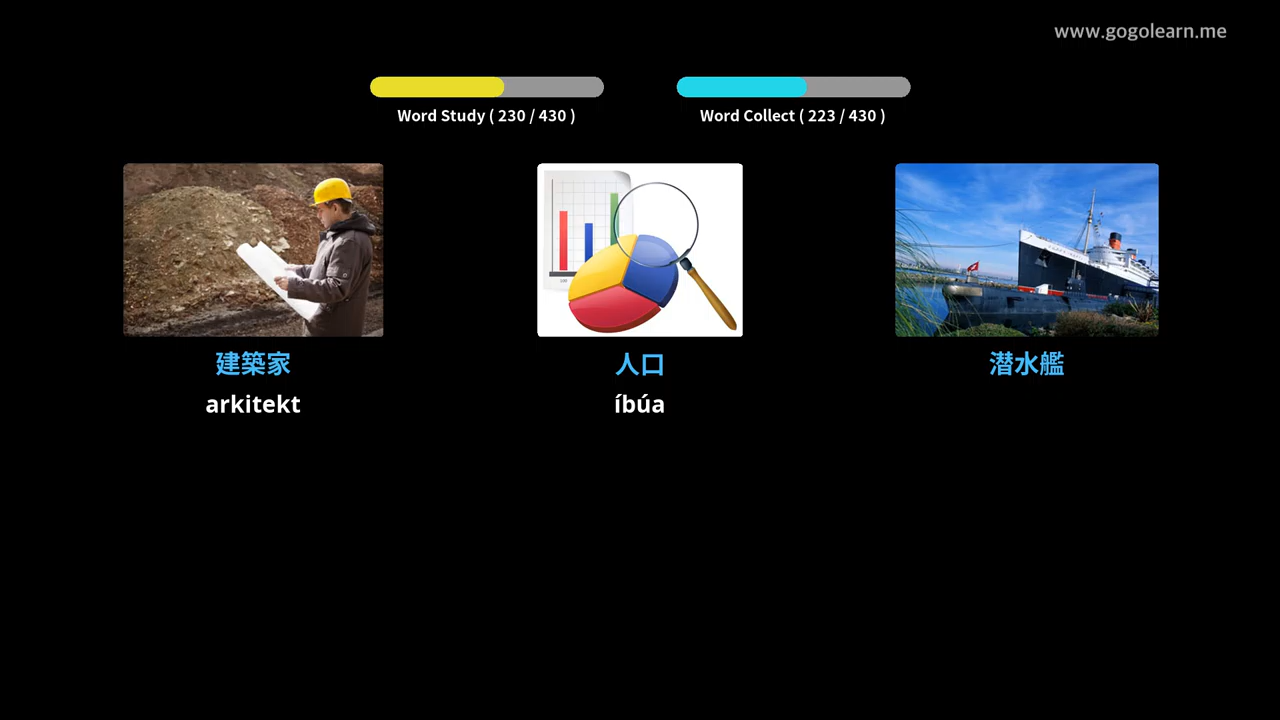 www.gogolearn.me
Word Study ( 230 / 430 )
Word Collect ( 223 / 430 )
建築家
人口
潜水艦
arkitekt
íbúa